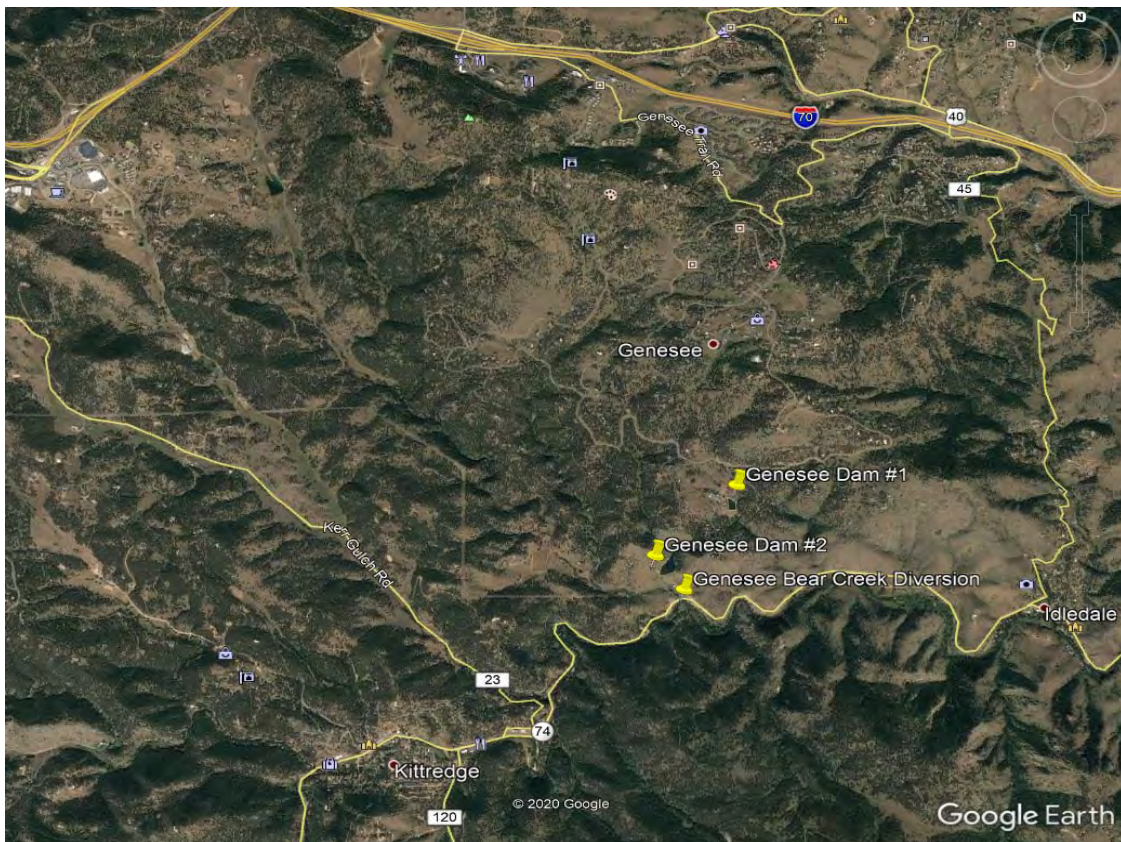 N
70
40
Genesee Trail Rd
45
Genesee
Genesee Dam #1
Genesee Dam #2
Genesee Bear Creek Diversion
Kerr Gulch Rd
Idledale
23
74
Kittredge
© 2020 Google
120
Google Earth